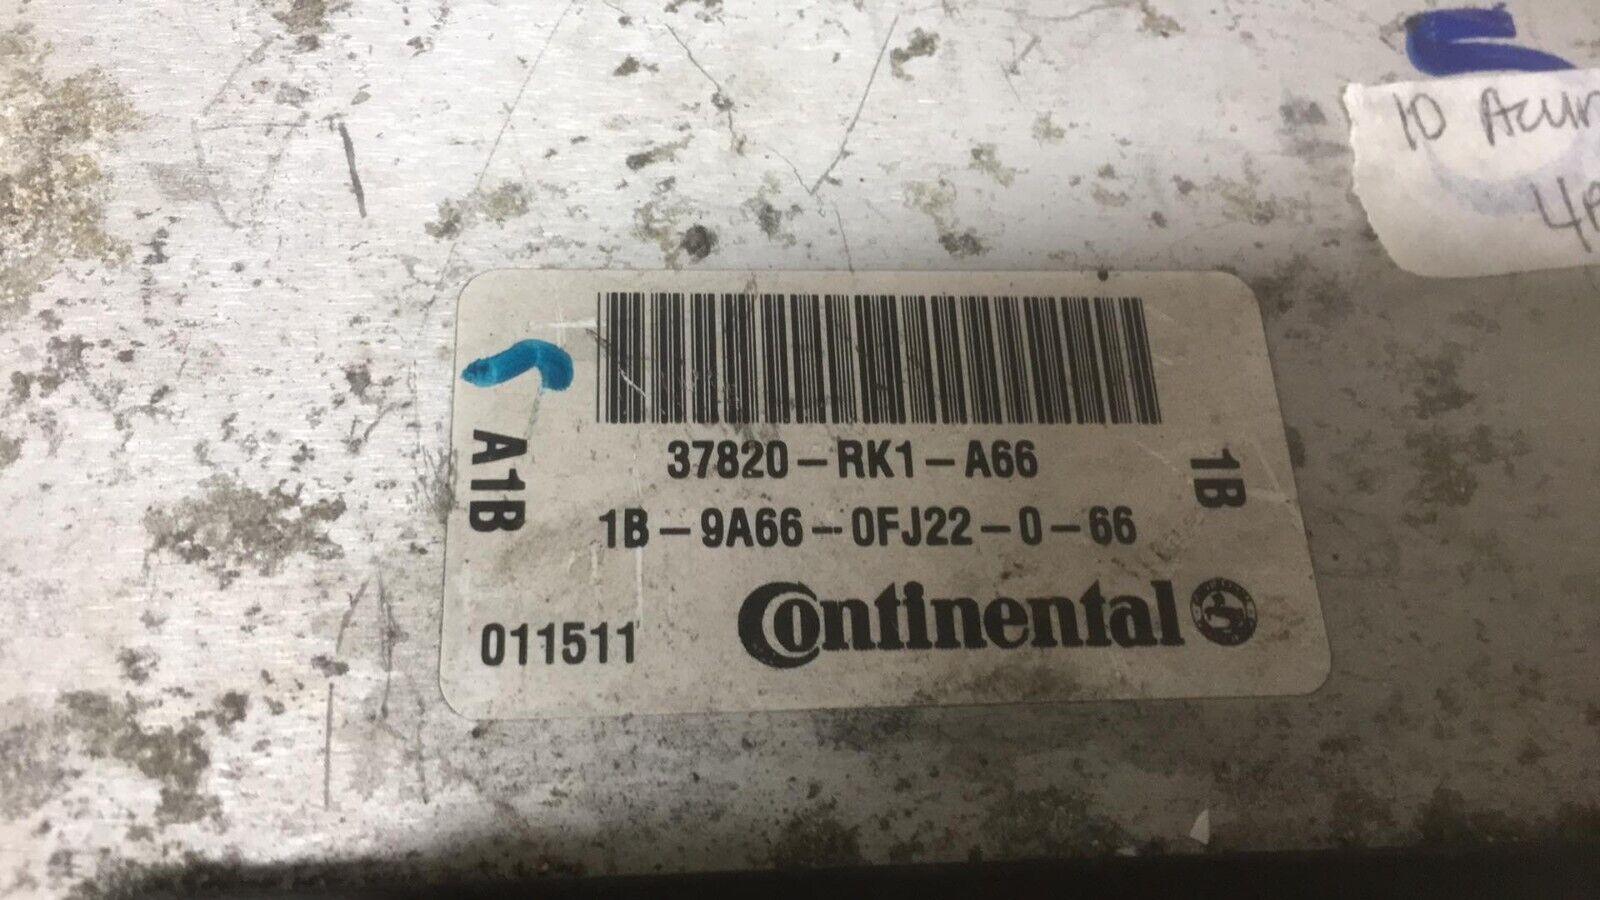 10
37820-RK1-A66
A1B
1B
1B-9A66-0FJ22-0-66
Continental
011511